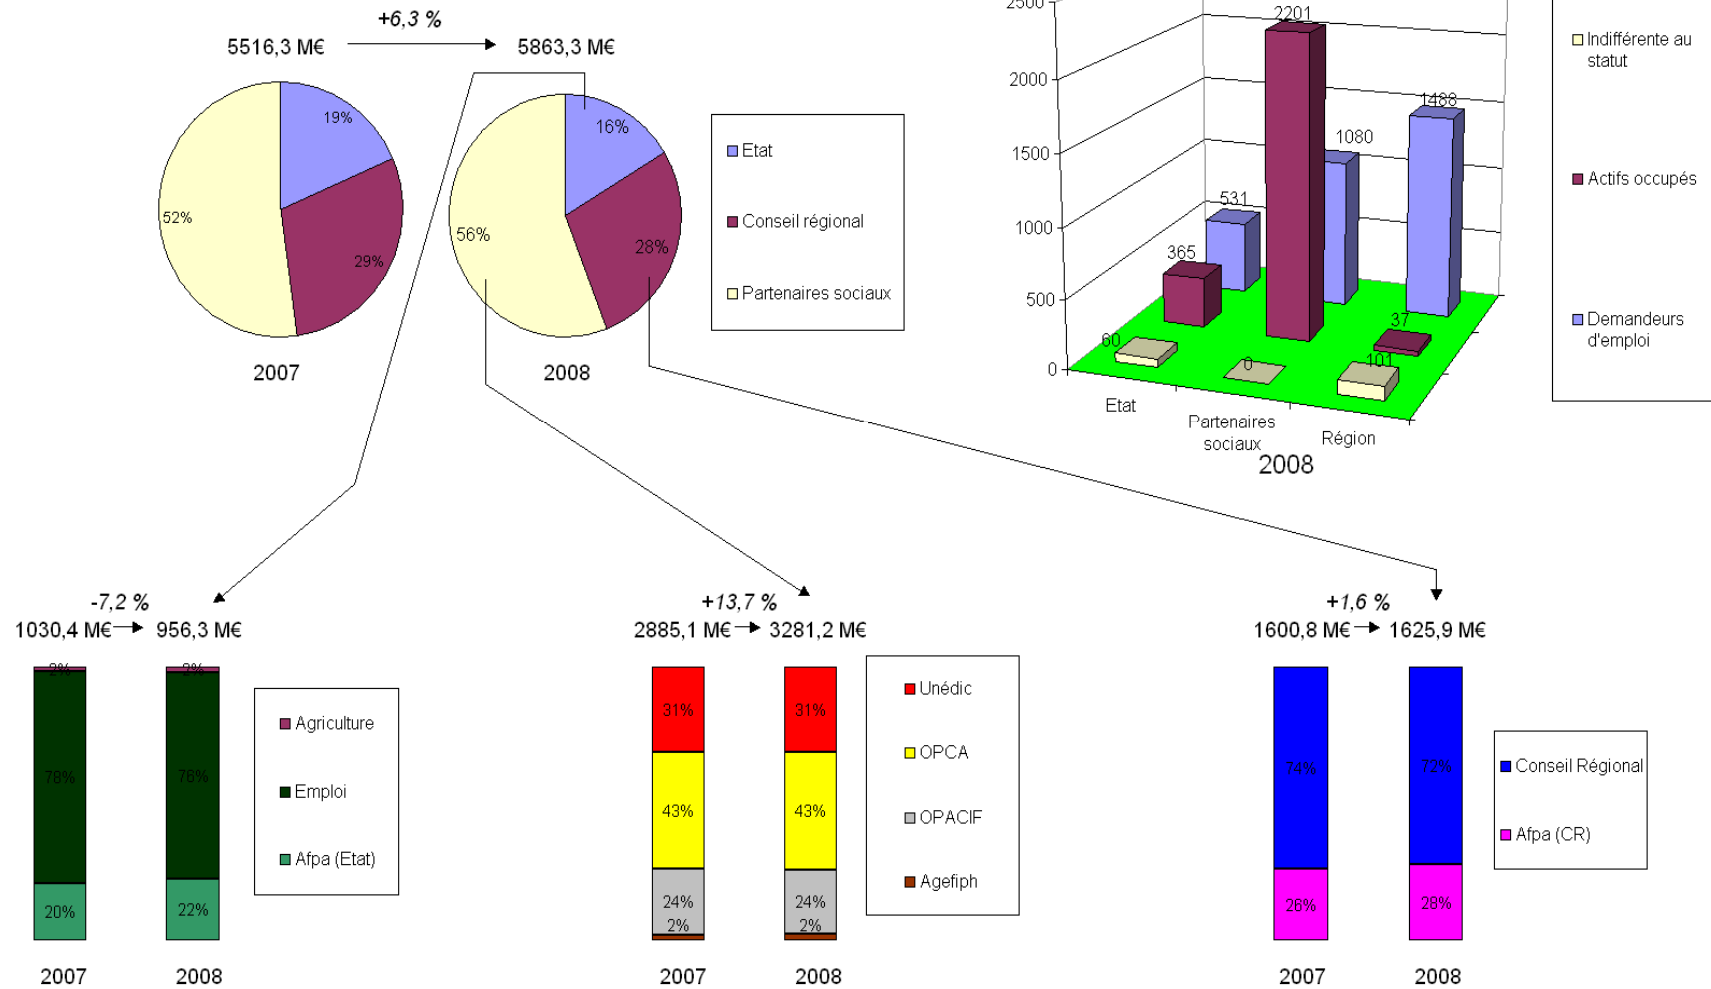 +6,3 %
5516,3 M€
5863,3 M€
19%
29%
52%
2007
16%
28%
56%
2008
Etat
Conseil régional
Partenaires sociaux
2500
2000
1500
1000
500
0
2201
1488
1080
531
365
37
60
0
101
Etat
Partenaires
sociaux
Région
2008
Indifférente au
statut
Actifs occupés
Demandeurs
d'emploi
-7,2 %
1030,4 M€
956,3 M€
2%
2%
78%
76%
20%
22%
2007
2008
Agriculture
Emploi
Afpa (Etat)
+13,7 %
2885,1 M€
3281,2 M€
31%
31%
43%
43%
24%
24%
2%
2%
2007
2008
Unédic
OPCA
OPACIF
Agefiph
+1,6 %
1600,8 M€
1625,9 M€
74%
72%
26%
28%
2007
2008
Conseil Régional
Afpa (CR)